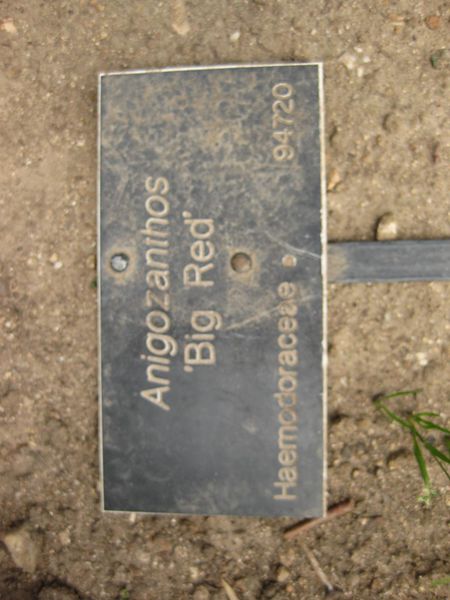 Anigozanthos
'Big Red'
Haemodoraceae 94720